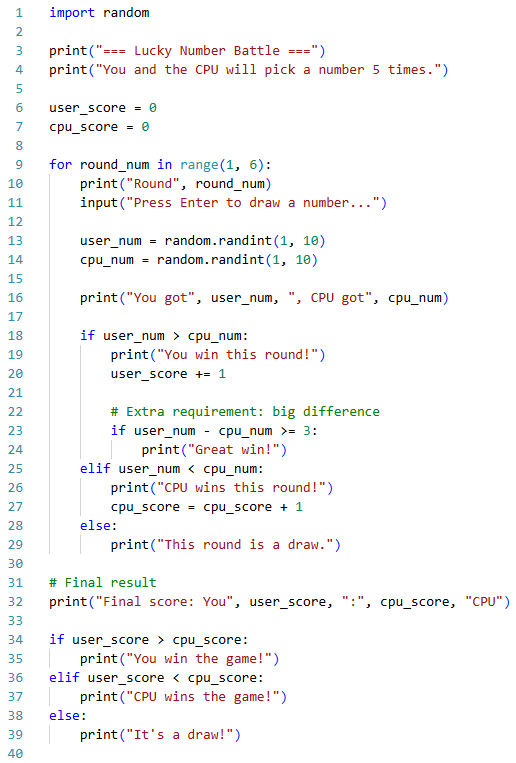 1 import random
2
3 print("=== Lucky Number Battle ===")
4 print("You and the CPU will pick a number 5 times.")
5
6 user_score = 0
7 cpu_score = 0
8
9 for round_num in range(1, 6):
10     print("Round", round_num)
11     input("Press Enter to draw a number...")
12
13     user_num = random.randint(1, 10)
14     cpu_num = random.randint(1, 10)
15
16     print("You got", user_num, ", CPU got", cpu_num)
17
18     if user_num > cpu_num:
19         print("You win this round!")
20         user_score += 1
21
22         # Extra requirement: big difference
23         if user_num - cpu_num >= 3:
24             print("Great win!")
25     elif user_num < cpu_num:
26         print("CPU wins this round!")
27         cpu_score = cpu_score + 1
28     else:
29         print("This round is a draw.")
30
31 # Final result
32 print("Final score: You", user_score, ":", cpu_score, "CPU")
33
34 if user_score > cpu_score:
35     print("You win the game!")
36 elif user_score < cpu_score:
37     print("CPU wins the game!")
38 else:
39     print("It's a draw!")
40